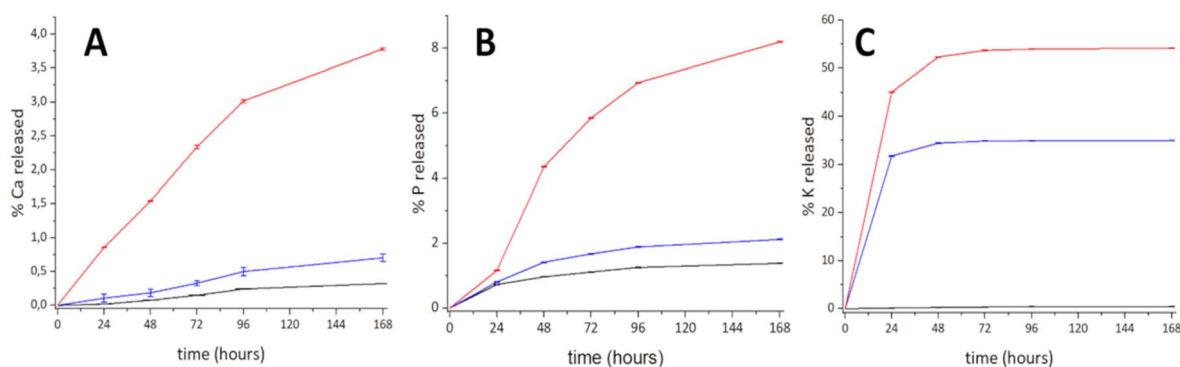 A
4,0
3,5
3,0
2,5
2,0
1,5
1,0
0,5
0,0
% Ca released
0 24 48 72 96 120 144 168
time (hours)
B
8
6
4
2
0
% P released
0 24 48 72 96 120 144 168
time (hours)
C
60
50
40
30
20
10
0
% K released
0 24 48 72 96 120 144 168
time (hours)